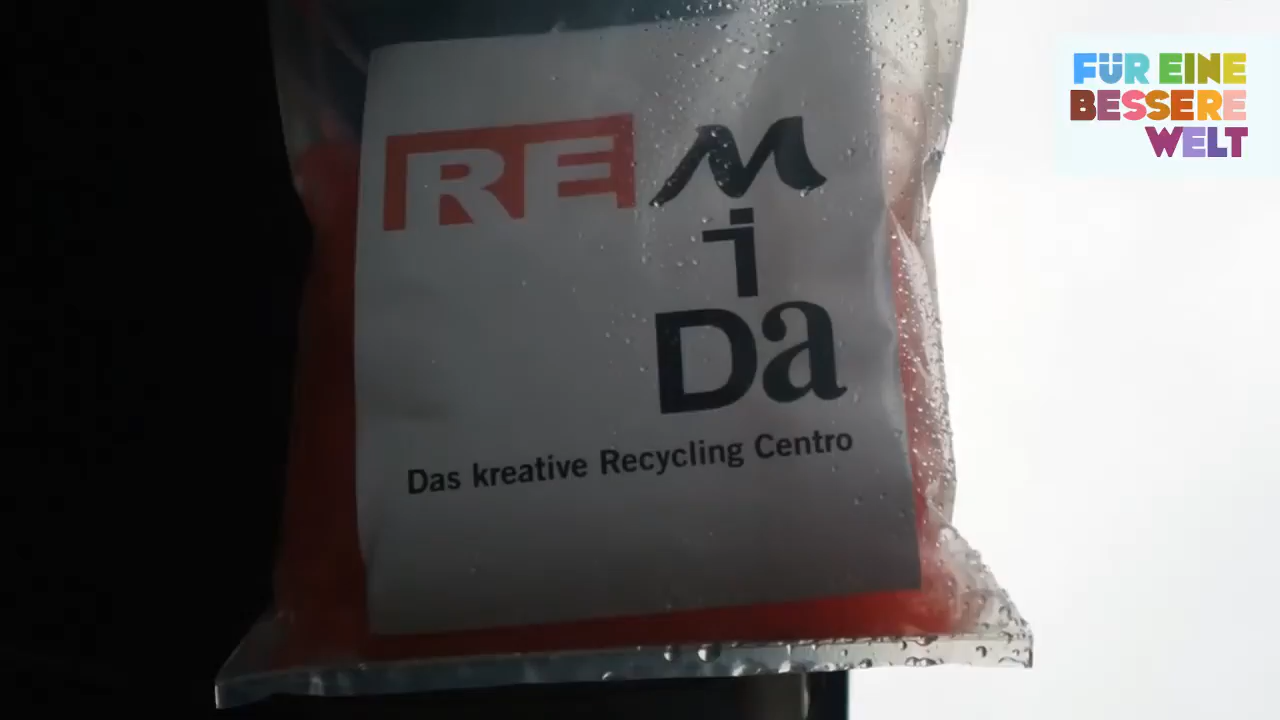 REMiDa
Das kreative Recycling Centro
FÜR EINE
BESSERE
WELT